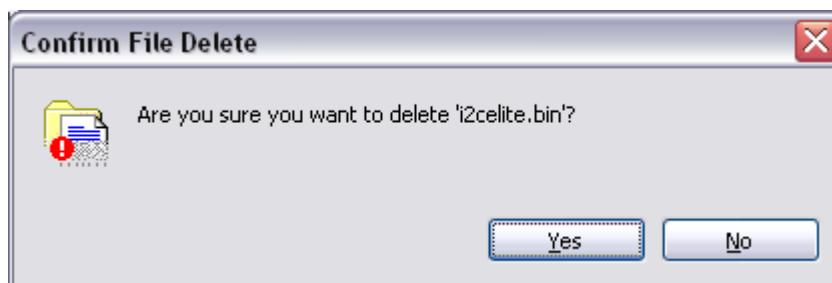 Confirm File Delete
Are you sure you want to delete 'i2celite.bin'?
Yes No